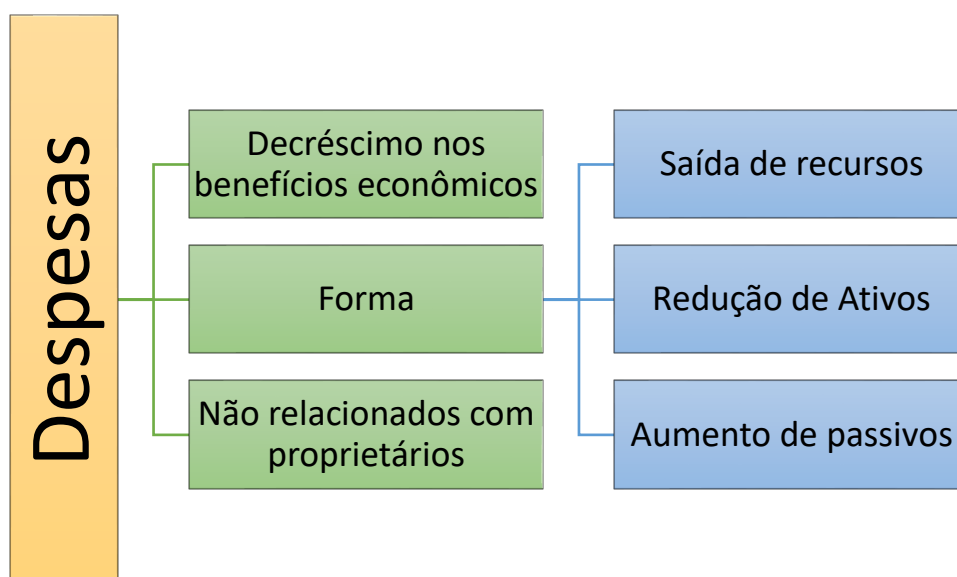 Despesas
Decréscimo nos
benefícios econômicos
Forma
Não relacionados com
proprietários
Saída de recursos
Redução de Ativos
Aumento de passivos